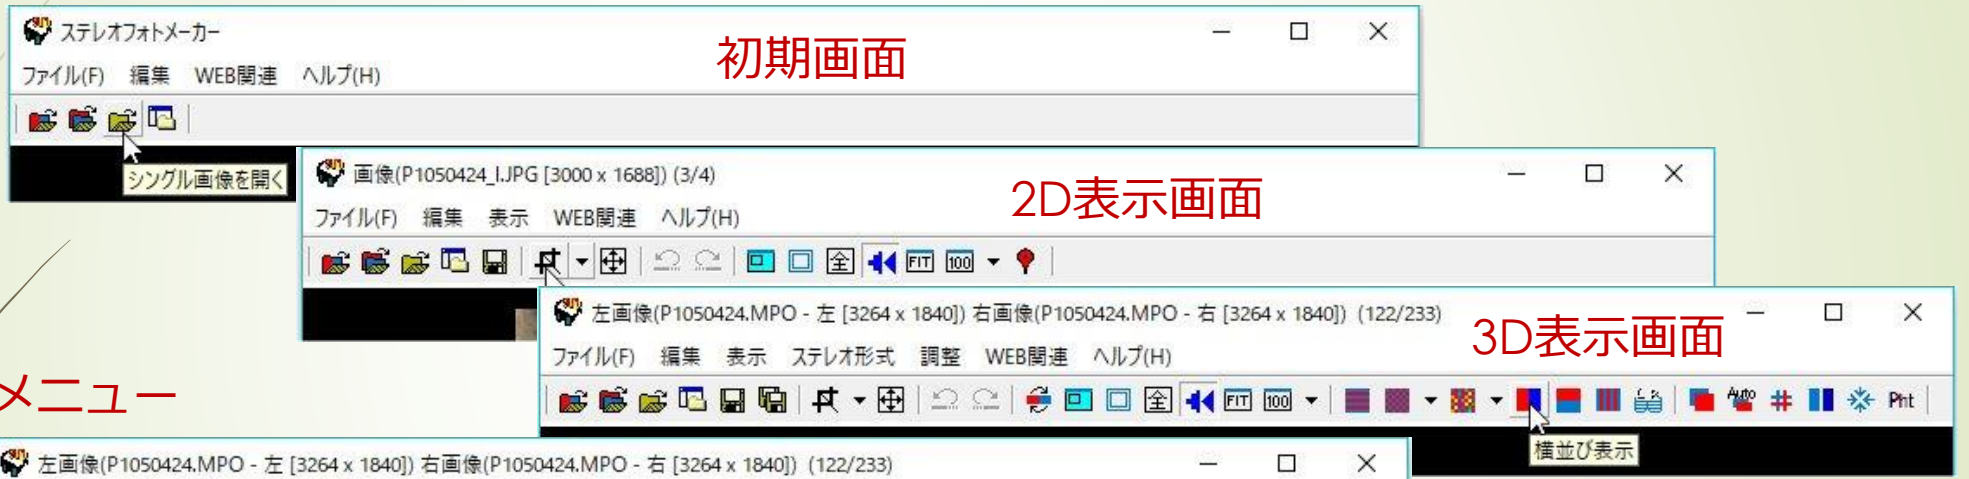 ステレオフォトメーカー
初期画面
ファイル(F) 編集 WEB関連 ヘルプ(H)
シングル画像を開く
画像(P1050424_l.JPG [3000 x 1688]) (3/4)
2D表示画面
ファイル(F) 編集 表示 WEB関連 ヘルプ(H)
全 FIT 100
左画像(P1050424.MPO - 左 [3264 x 1840]) 右画像(P1050424.MPO - 右 [3264 x 1840]) (122/233)
3D表示画面
ファイル(F) 編集 表示 ステレオ形式 調整 WEB関連 ヘルプ(H)
メニュー
全 FIT 100 Auto Pht
横並び表示
左画像(P1050424.MPO - 左 [3264 x 1840]) 右画像(P1050424.MPO - 右 [3264 x 1840]) (122/233)